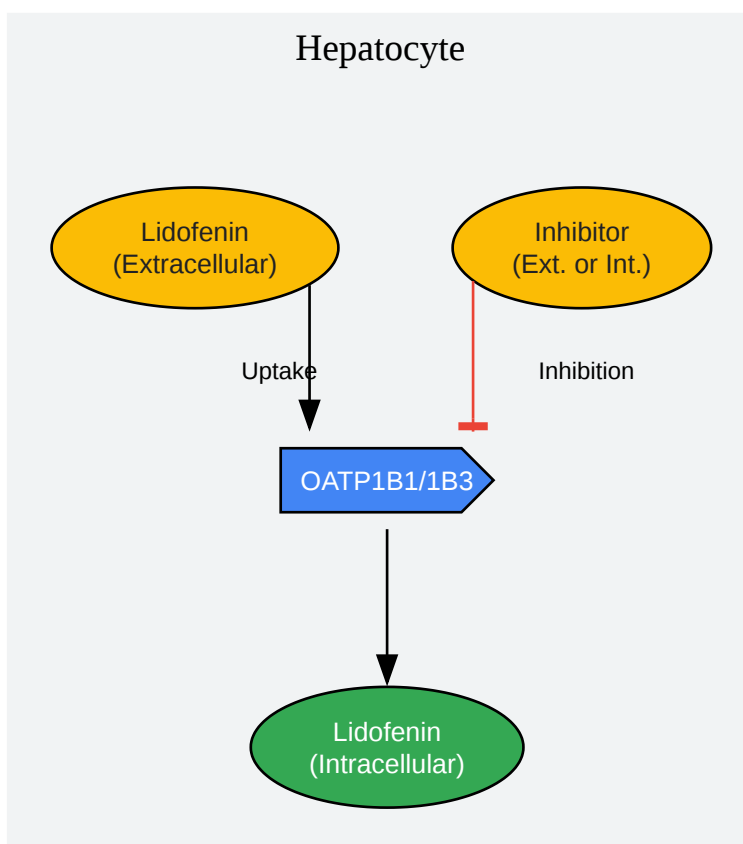 Hepatocyte
Lidofenin
(Extracellular)
Inhibitor
(Ext. or Int.)
Uptake
Inhibition
OATP1B1/1B3
Lidofenin
(Intracellular)